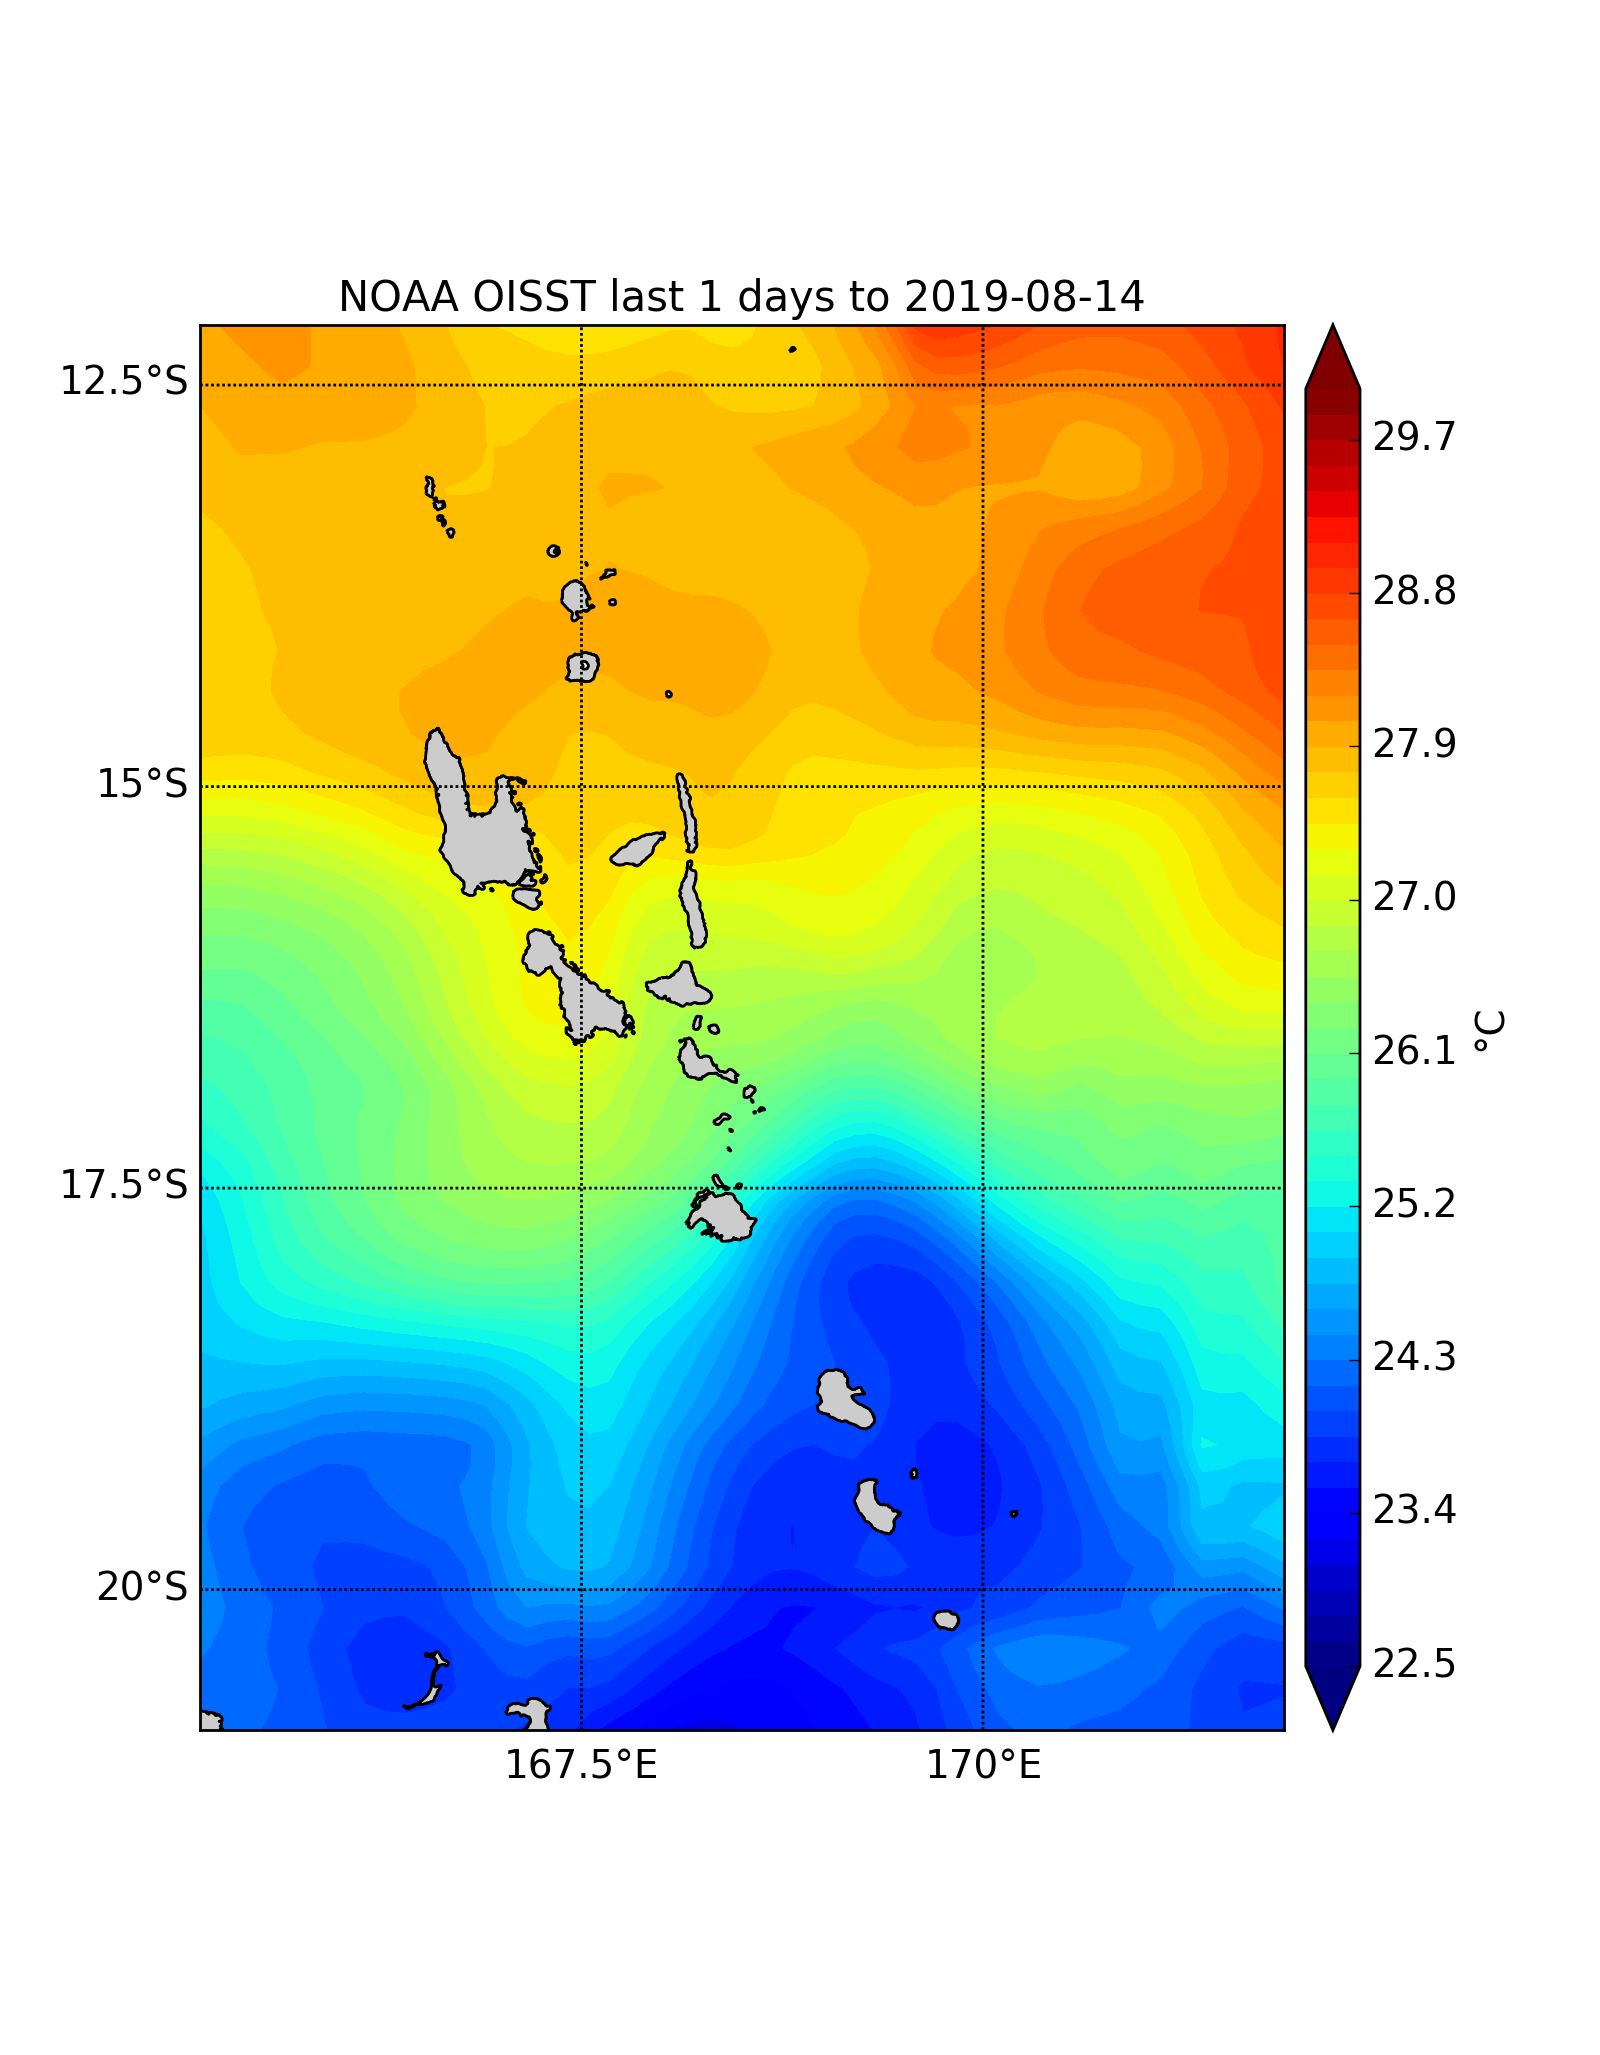 NOAA OISST last 1 days to 2019-08-14
12.5°S
15°S
17.5°S
20°S
167.5°E
170°E
29.7
28.8
27.9
27.0
26.1
25.2
24.3
23.4
22.5
°C